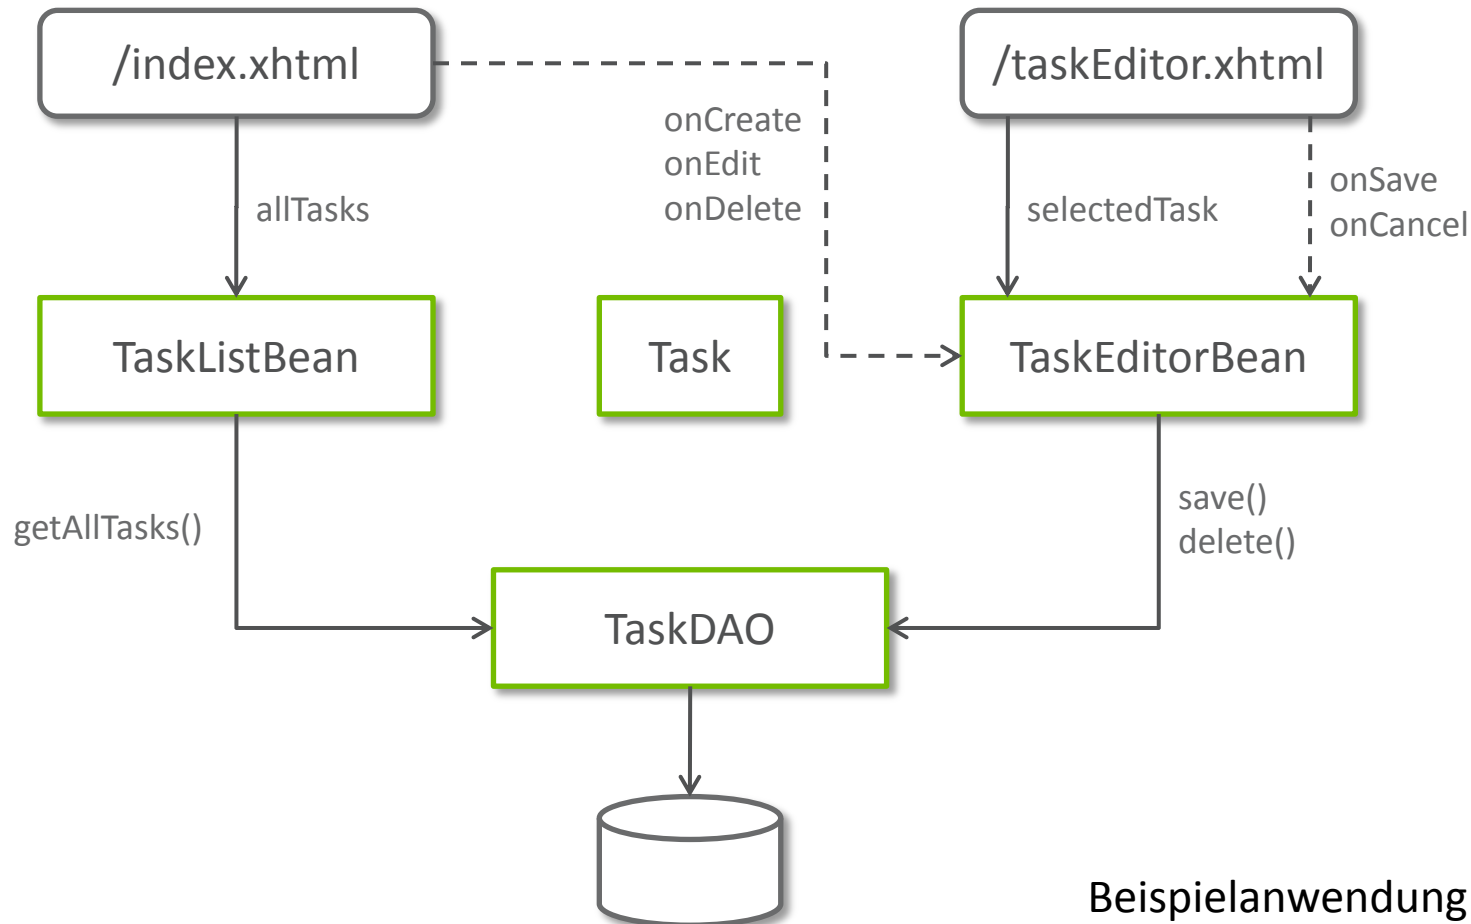 /index.xhtml
/taskEditor.xhtml
onCreate
onEdit
onDelete
allTasks
selectedTask
onSave
onCancel
TaskListBean
Task
TaskEditorBean
getAllTasks()
save()
delete()
TaskDAO
Beispielanwendung